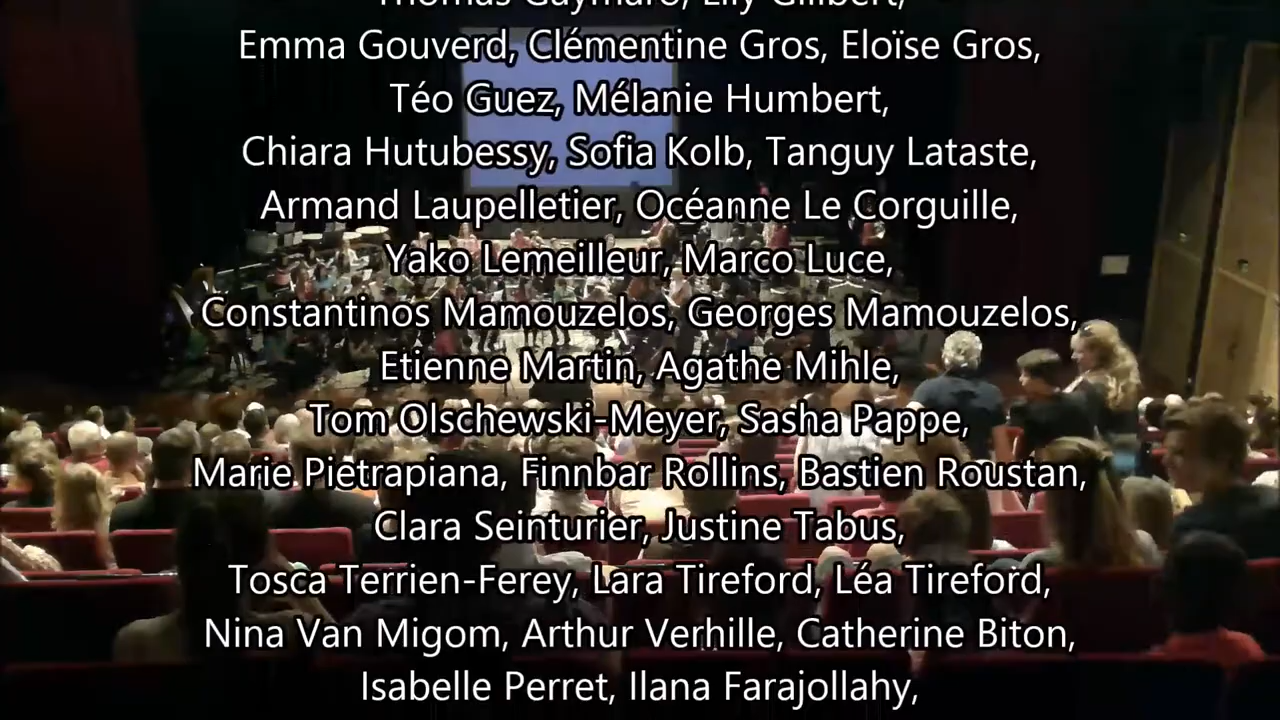 Emma Gouverd, Clémentine Gros, Eloïse Gros,
Téo Guez, Mélanie Humbert,
Chiara Hutubessy, Sofia Kolb, Tanguy Lataste,
Armand Laupelletier, Océanne Le Corguille,
Yako Lemeilleur, Marco Luce,
Constantinos Mamouzelos, Georges Mamouzelos,
Etienne Martin, Agathe Mihle,
Tom Olschewski-Meyer, Sasha Pappe,
Marie Piètrapiana, Finnbar Rollins, Bastien Roustan,
Clara Seinturier, Justine Tabus,
Tosca Terrien-Ferey, Lara Tireford, Léa Tireford,
Nina Van Migom, Arthur Verhille, Catherine Biton,
Isabelle Perret, Ilana Farajollahy,